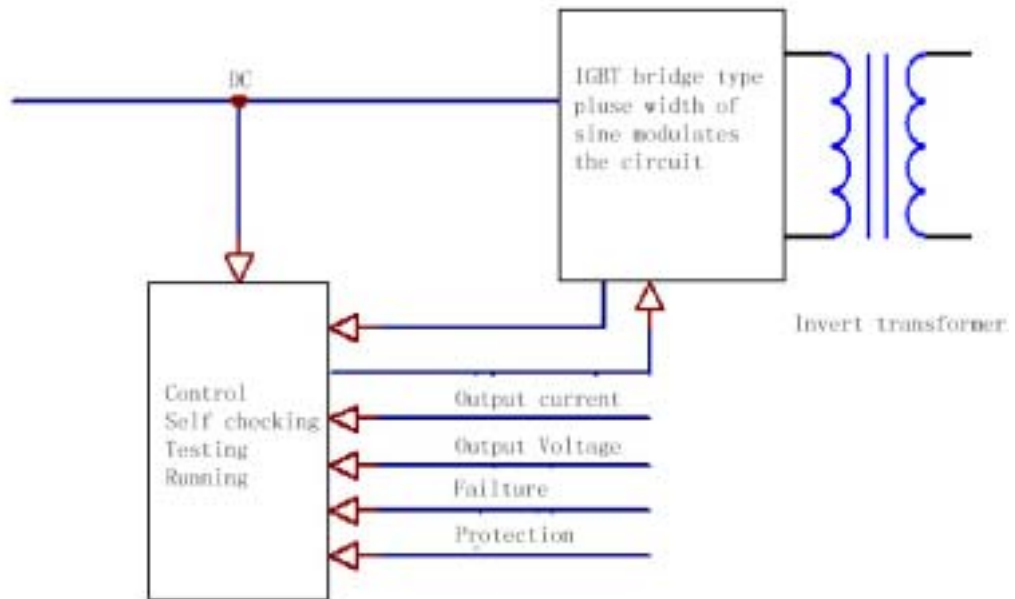 DC
IGBT bridge type
pluse width of
sine modulates
the circuit
Invert transformer
Control
Self checking
Testing
Running
Output current
Output Voltage
Failture
Protection